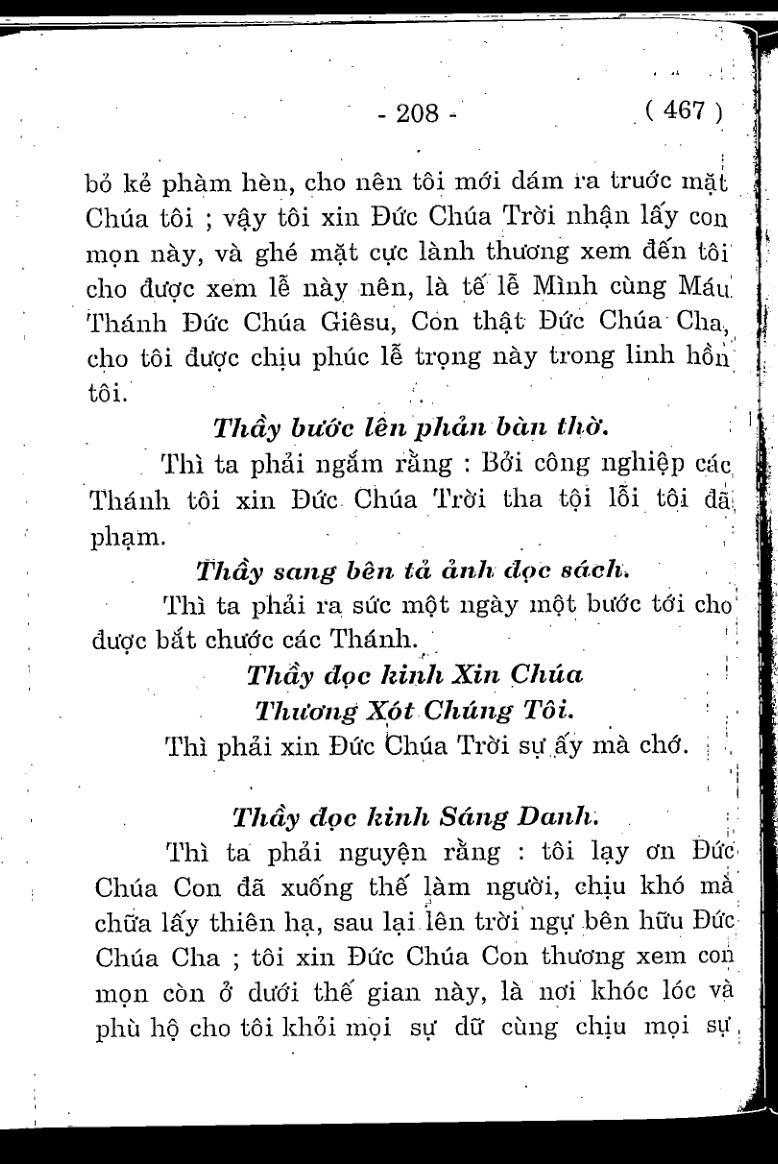 - 208 - ( 467 )
bỏ kẻ phàm hèn, cho nên tôi mới dám ra truớc mặt
Chúa tôi ; vậy tôi xin Đức Chúa Trời nhận lấy con
mọn này, và ghé mặt cực lành thương xem đến tôi
cho được xem lễ này nên, là tế lễ Mình cùng Máu
Thánh Đức Chúa Giêsu, Con thật Đức Chúa Cha,
cho tôi được chịu phúc lễ trọng này trong linh hồn
tôi.
Thầy bước lên phản bàn thờ.
Thì ta phải ngắm rằng : Bởi công nghiệp các
Thánh tôi xin Đức Chúa Trời tha tội lỗi tôi đã
phạm.
Thầy sang bên tả ảnh đọc sách.
Thì ta phải ra sức một ngày một bước tới cho
được bắt chước các Thánh.
Thầy đọc kinh Xin Chúa
Thương Xót Chúng Tôi.
Thì phải xin Đức Chúa Trời sự ấy mà chớ.
Thầy đọc kinh Sáng Danh.
Thì ta phải nguyện rằng : tôi lạy ơn Đức
Chúa Con đã xuống thế làm người, chịu khó mà
chữa lấy thiên hạ, sau lại lên trời ngự bên hữu Đức
Chúa Cha ; tôi xin Đức Chúa Con thương xem con
mọn còn ở dưới thế gian này, là nơi khóc lóc và
phù hộ cho tôi khỏi mọi sự dữ cùng chịu mọi sự